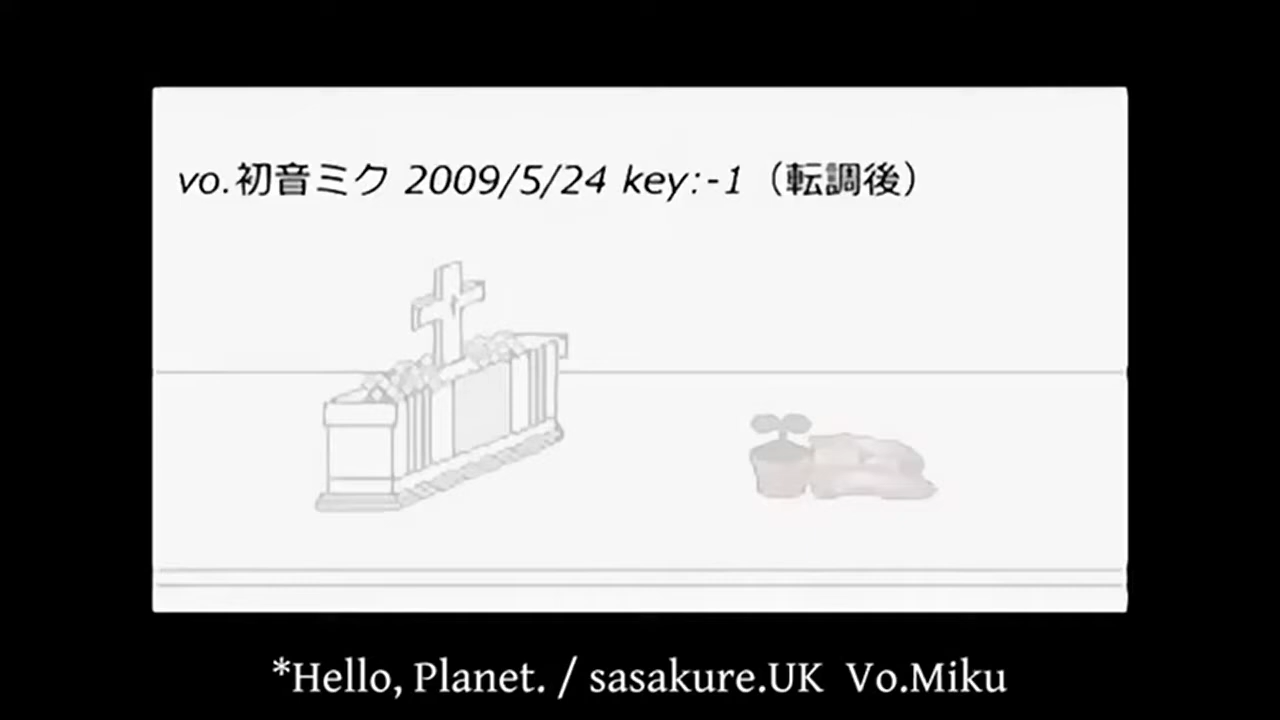 vo.初音ミク 2009/5/24 key:-1（転調後）
*Hello, Planet. / sasakure.UK Vo.Miku